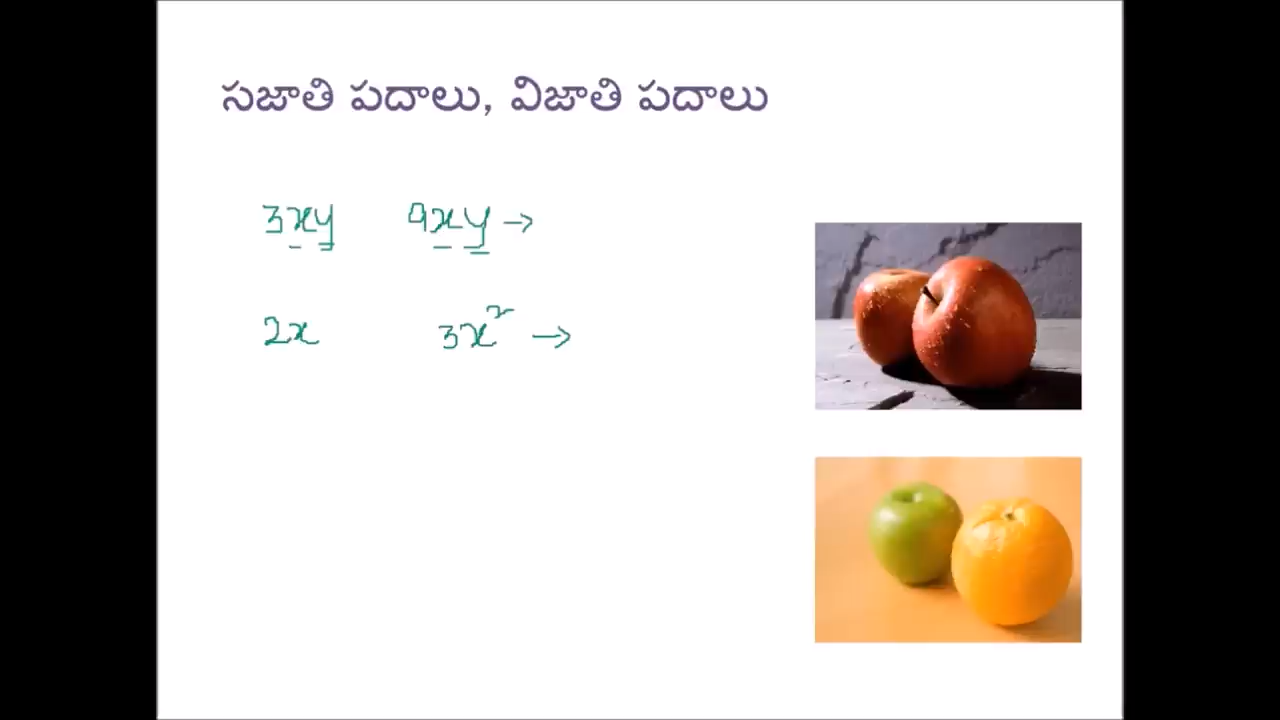 సజాతి పదాలు, విజాతి పదాలు
3xy 9xy →
2x 3x² →